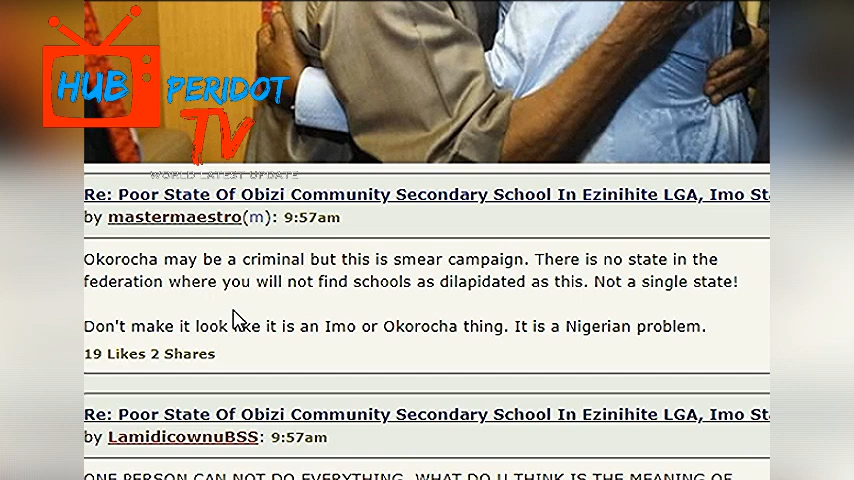 HUB
PERIDOT
TV
WORLD LATEST UPDATE
Re: Poor State Of Obizi Community Secondary School In Ezinihite LGA, Imo
by mastermaestro(m): 9:57am
Okorocha may be a criminal but this is smear campaign. There is no state in the
federation where you will not find schools as dilapidated as this. Not a single state!
Don't make it look like it is an Imo or Okorocha thing. It is a Nigerian problem.
19 Likes 2 Shares
Re: Poor State Of Obizi Community Secondary School In Ezinihite LGA, Imo
by LamidicownuBSS: 9:57am
ONE PERSON CAN NOT DO EVERYTHING. WHAT DO U THINK IS THE MEANING OF